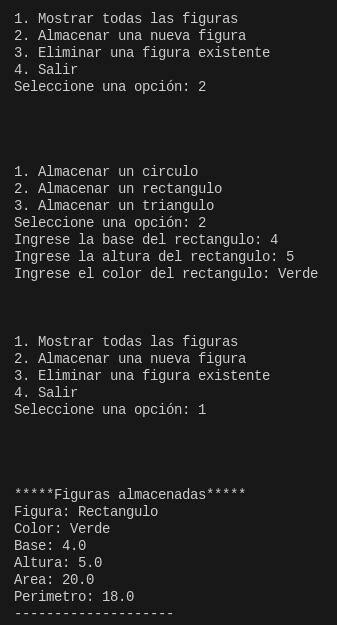 1. Mostrar todas las figuras
2. Almacenar una nueva figura
3. Eliminar una figura existente
4. Salir
Seleccione una opción: 2
1. Almacenar un circulo
2. Almacenar un rectangulo
3. Almacenar un triangulo
Seleccione una opción: 2
Ingrese la base del rectangulo: 4
Ingrese la altura del rectangulo: 5
Ingrese el color del rectangulo: Verde
1. Mostrar todas las figuras
2. Almacenar una nueva figura
3. Eliminar una figura existente
4. Salir
Seleccione una opción: 1
*****Figuras almacenadas*****
Figura: Rectangulo
Color: Verde
Base: 4.0
Altura: 5.0
Area: 20.0
Perimetro: 18.0
--------------------